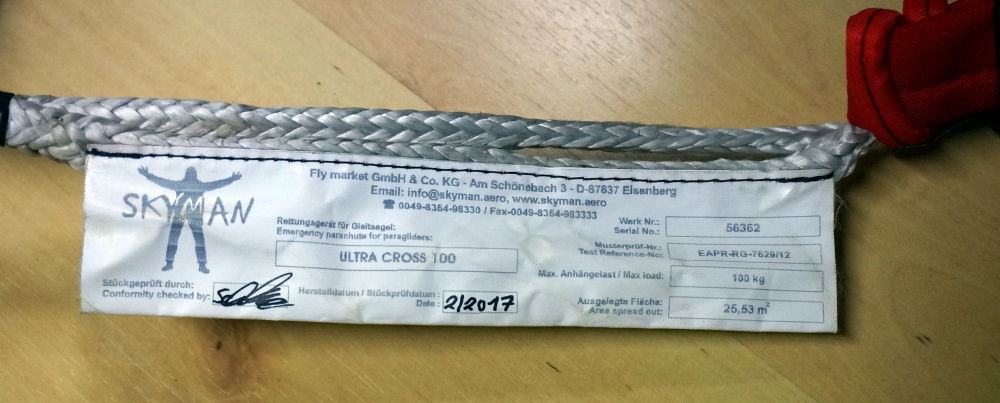 SKYMAN
Fly market GmbH & Co. KG - Am Schönebach 3 - D-87637 Eisenberg
Email: info@skyman.aero, www.skyman.aero
☎ 0049-8364-98330 / Fax-0049-8364-983333
Rettungsgerät für Gleitsegel:
Emergency parachute for paragliders:
ULTRA CROSS 100
Stückgeprüft durch:
Conformity checked by:
Herstelldatum / Stückprüfdatum :
Date :
2/2017
Werk Nr.:
Serial No.:
56362
Musterprüf-Nr.:
Test Reference-No:
EAPR-RG-7629/12
Max. Anhängelast / Max load:
100 kg
Ausgelegte Fläche:
Area spread out:
25,53 m²